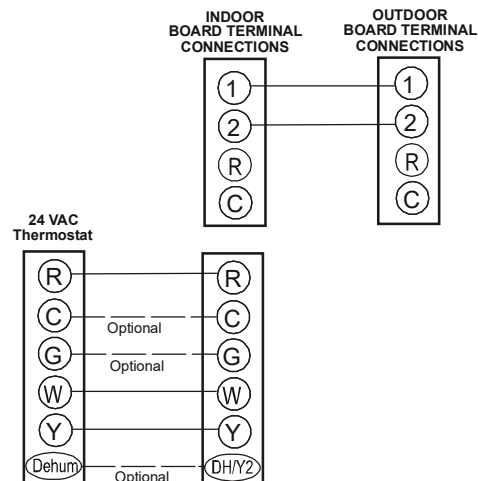 INDOOR
BOARD TERMINAL
CONNECTIONS
OUTDOOR
BOARD TERMINAL
CONNECTIONS
1 1
2 2
R R
C C
24 VAC
Thermostat
R R
C Optional C
G Optional G
W W
Y Y
Dehum Optional DH/Y2